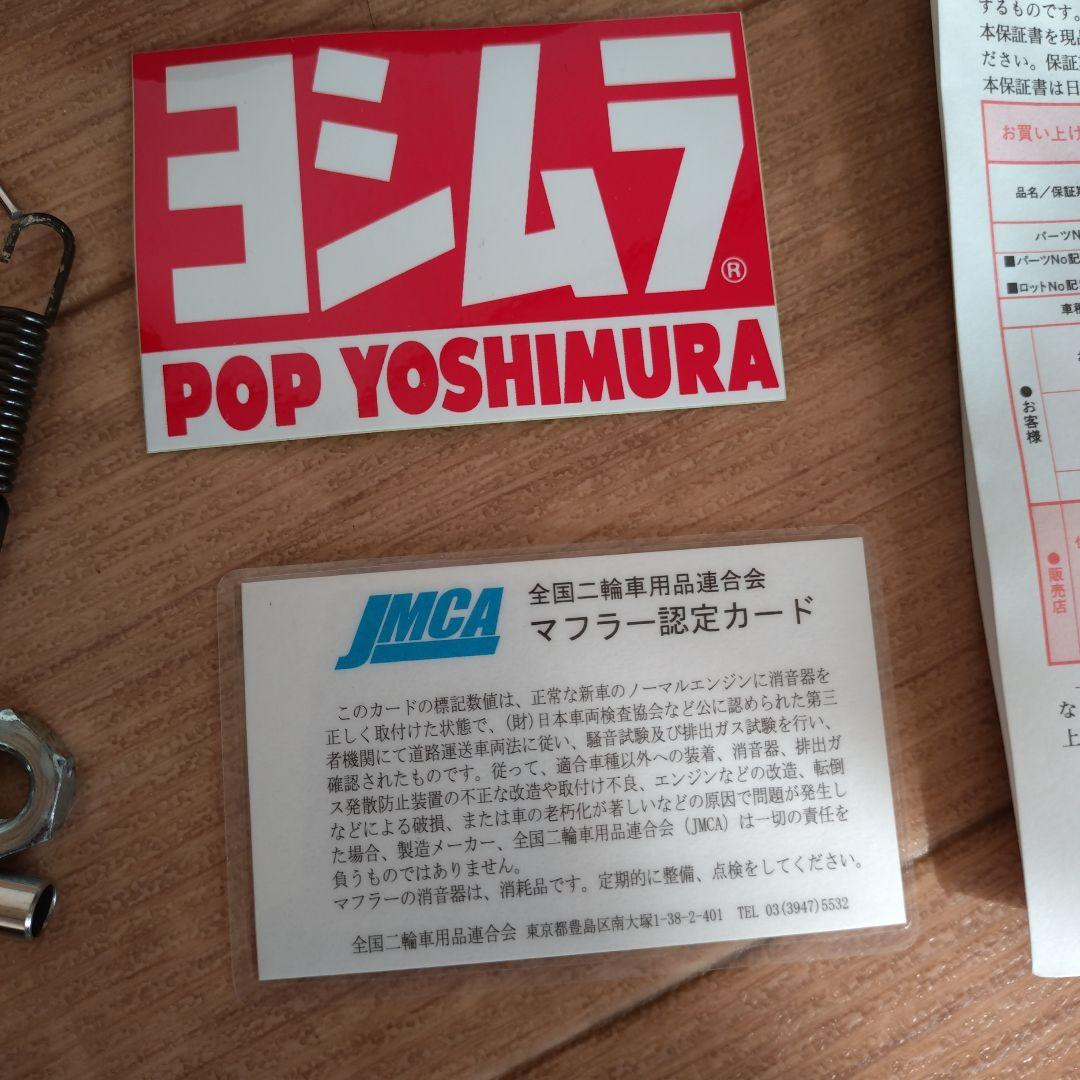 ヨシムラ®
POP YOSHIMURA
JMCA
全国二輪車用品連合会
マフラー認定カード
このカードの標記数値は、正常な新車のノーマルエンジンに消音器を
正しく取付けた状態で、(財)日本車両検査協会など公に認められた第三
者機関にて道路運送車両法に従い、騒音試験及び排出ガス試験を行い、
確認されたものです。従って、適合車種以外への装着、消音器、排出ガ
ス発散防止装置の不正な改造や取付け不良、エンジンなどの改造、転倒
などによる破損、または車の老朽化が著しいなどの原因で問題が発生し
た場合、製造メーカー、全国二輪車用品連合会(JMCA)は一切の責任を
負うものではありません。
マフラーの消音器は、消耗品です。定期的に整備、点検をしてください。
全国二輪車用品連合会 東京都豊島区南大塚1-38-2-401 TEL 03(3947)5532
するものです。
本保証書を現品
ださい。保証
本保証書は日
お買い上げ
品名/保証期
パーツN
■パーツNo記
■ロットNo記
車種
●お客様
●販売店
な
上